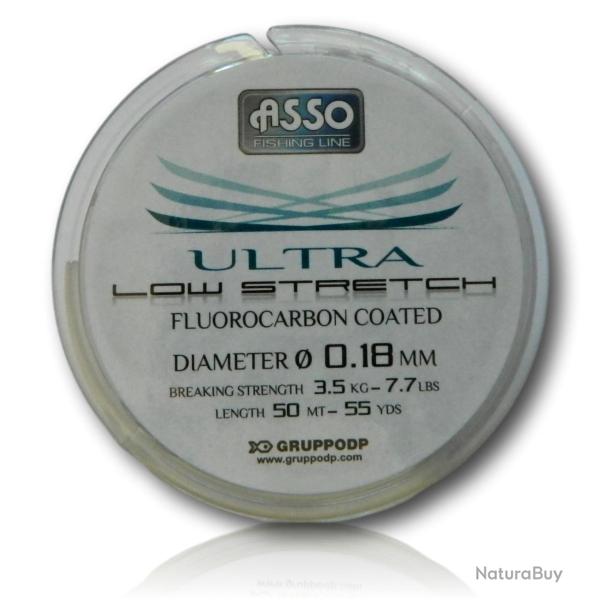 ASSO
FISHING LINE
ULTRA
LOW STRETCH
FLUOROCARBON COATED
DIAMETER Ø 0.18 MM
BREAKING STRENGTH 3.5 KG - 7.7 LBS
LENGTH 50 MT - 55 YDS
GRUPPODP
www.gruppodp.com
NaturaBuy